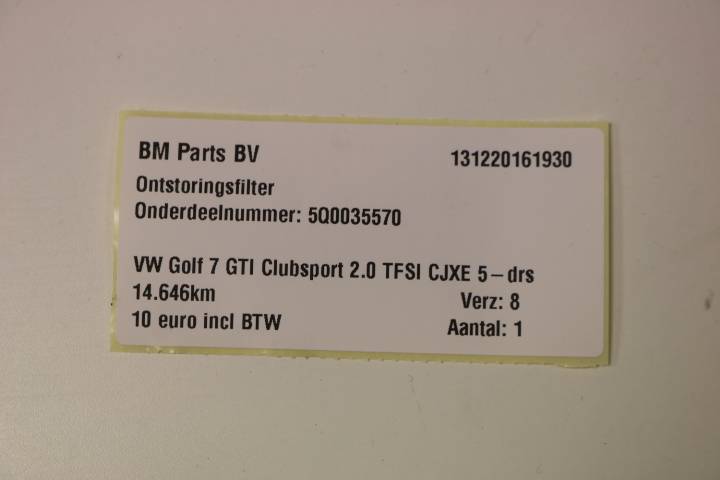 BM Parts BV 131220161930
Ontstoringsfilter
Onderdeelnummer: 5Q0035570
VW Golf 7 GTI Clubsport 2.0 TFSI CJXE 5-drs
14.646km Verz: 8
10 euro incl BTW Aantal: 1